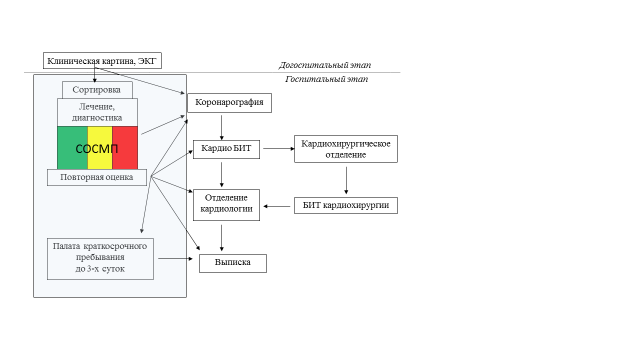 Клиническая картина, ЭКГ
Догоспитальный этап
Госпитальный этап
Сортировка
Лечение,
диагностика
СОСМП
Повторная оценка
Палата краткосрочного
пребывания
до 3-х суток
Коронарография
Кардио БИТ
Отделение
кардиологии
Выписка
Кардиохирургическое
отделение
БИТ кардиохирургии